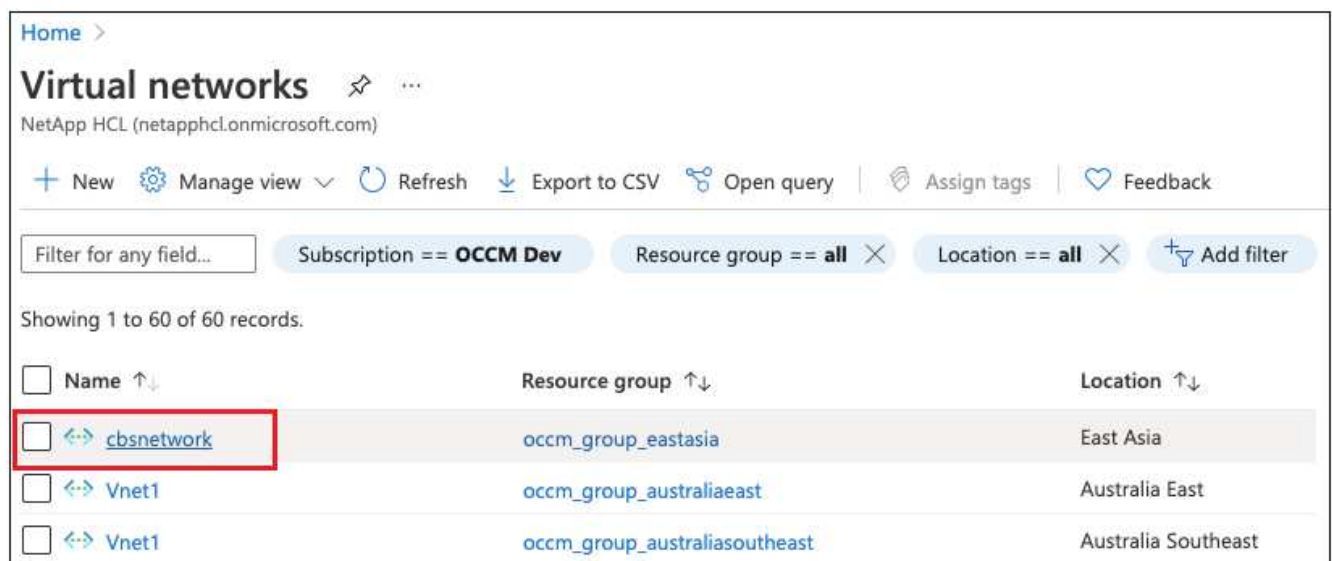 Home >
Virtual networks ...
NetApp HCL (netapphcl.onmicrosoft.com)
+ New Manage view Refresh Export to CSV Open query Assign tags Feedback
Filter for any field... Subscription == OCCM Dev Resource group == all Location == all Add filter
Showing 1 to 60 of 60 records.
Name ↑↓ Resource group ↑↓ Location ↑↓
cbsnetwork occm_group_eastasia East Asia
Vnet1 occm_group_australiaeast Australia East
Vnet1 occm_group_australiasoutheast Australia Southeast